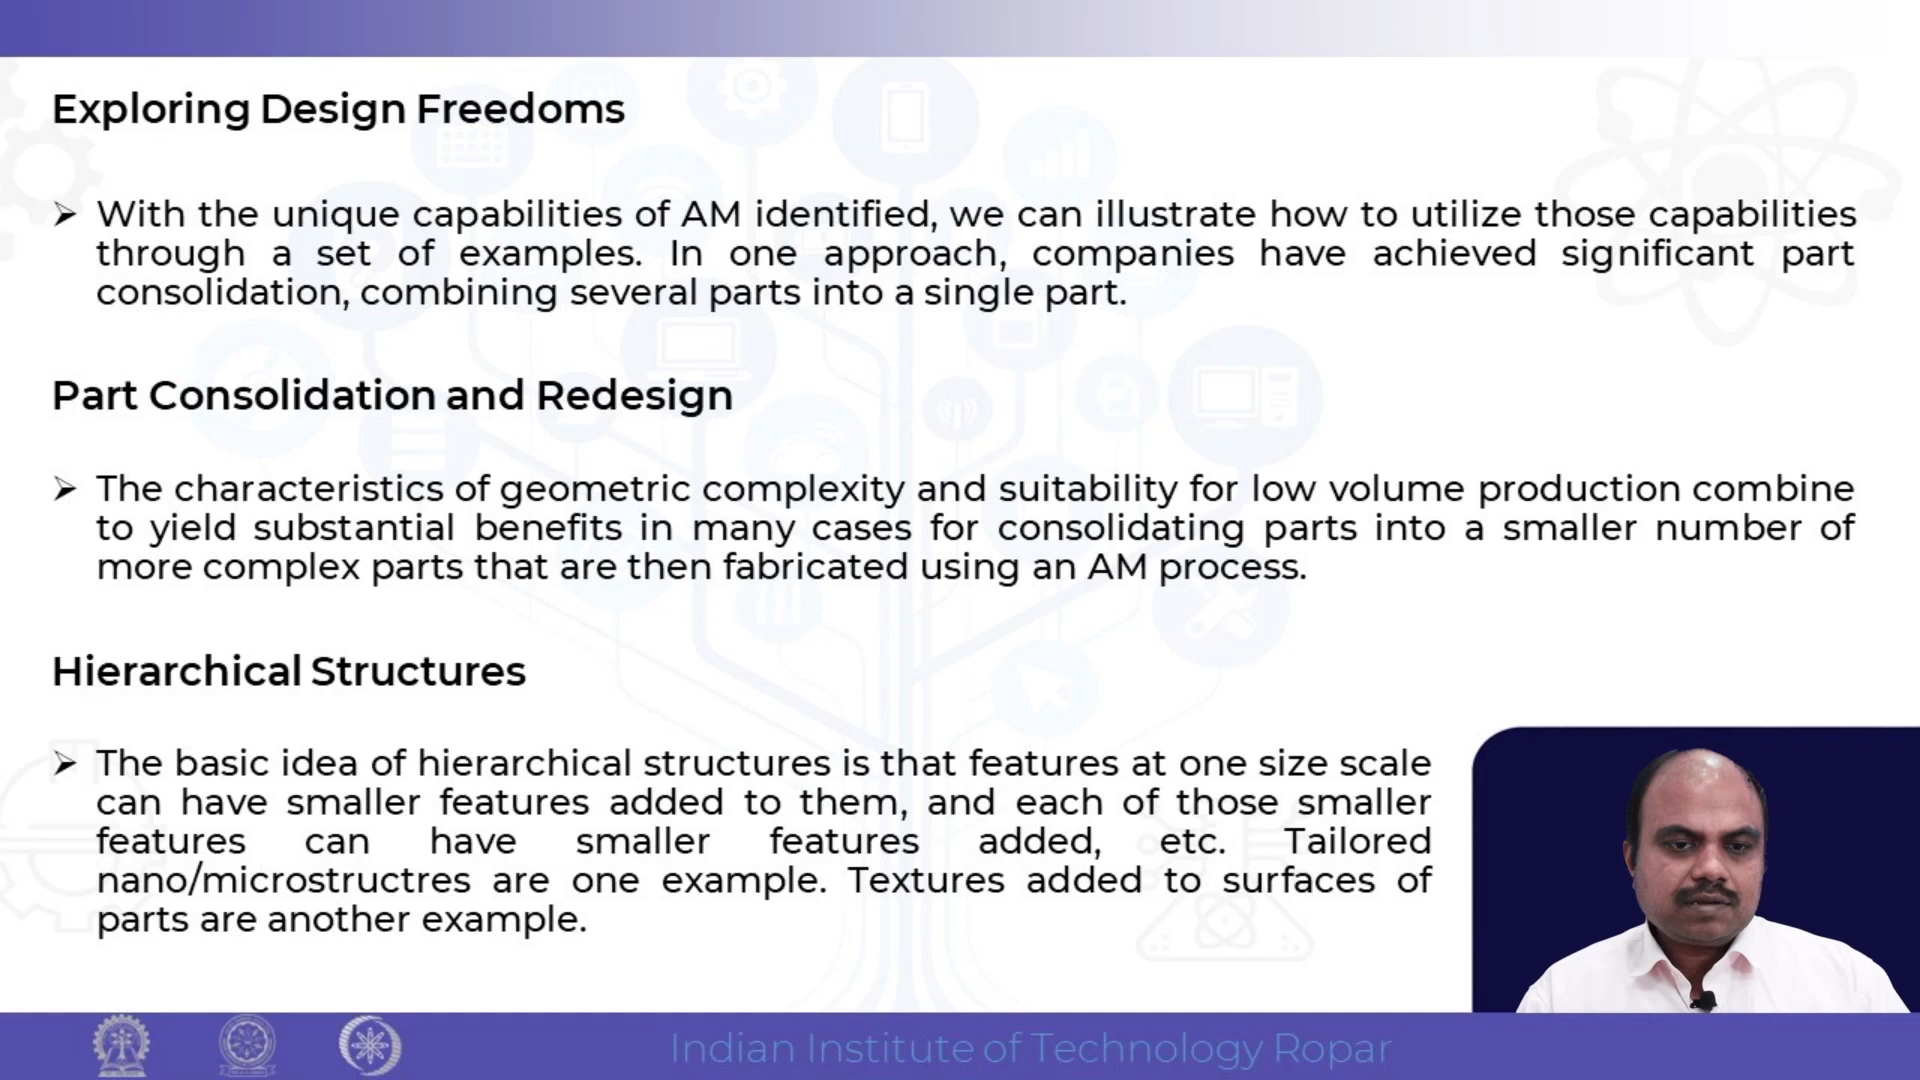 Exploring Design Freedoms
➢ With the unique capabilities of AM identified, we can illustrate how to utilize those capabilities
through a set of examples. In one approach, companies have achieved significant part
consolidation, combining several parts into a single part.
Part Consolidation and Redesign
➢ The characteristics of geometric complexity and suitability for low volume production combine
to yield substantial benefits in many cases for consolidating parts into a smaller number of
more complex parts that are then fabricated using an AM process.
Hierarchical Structures
➢ The basic idea of hierarchical structures is that features at one size scale
can have smaller features added to them, and each of those smaller
features can have smaller features added, etc. Tailored
nano/microstructres are one example. Textures added to surfaces of
parts are another example.
Indian Institute of Technology Ropar